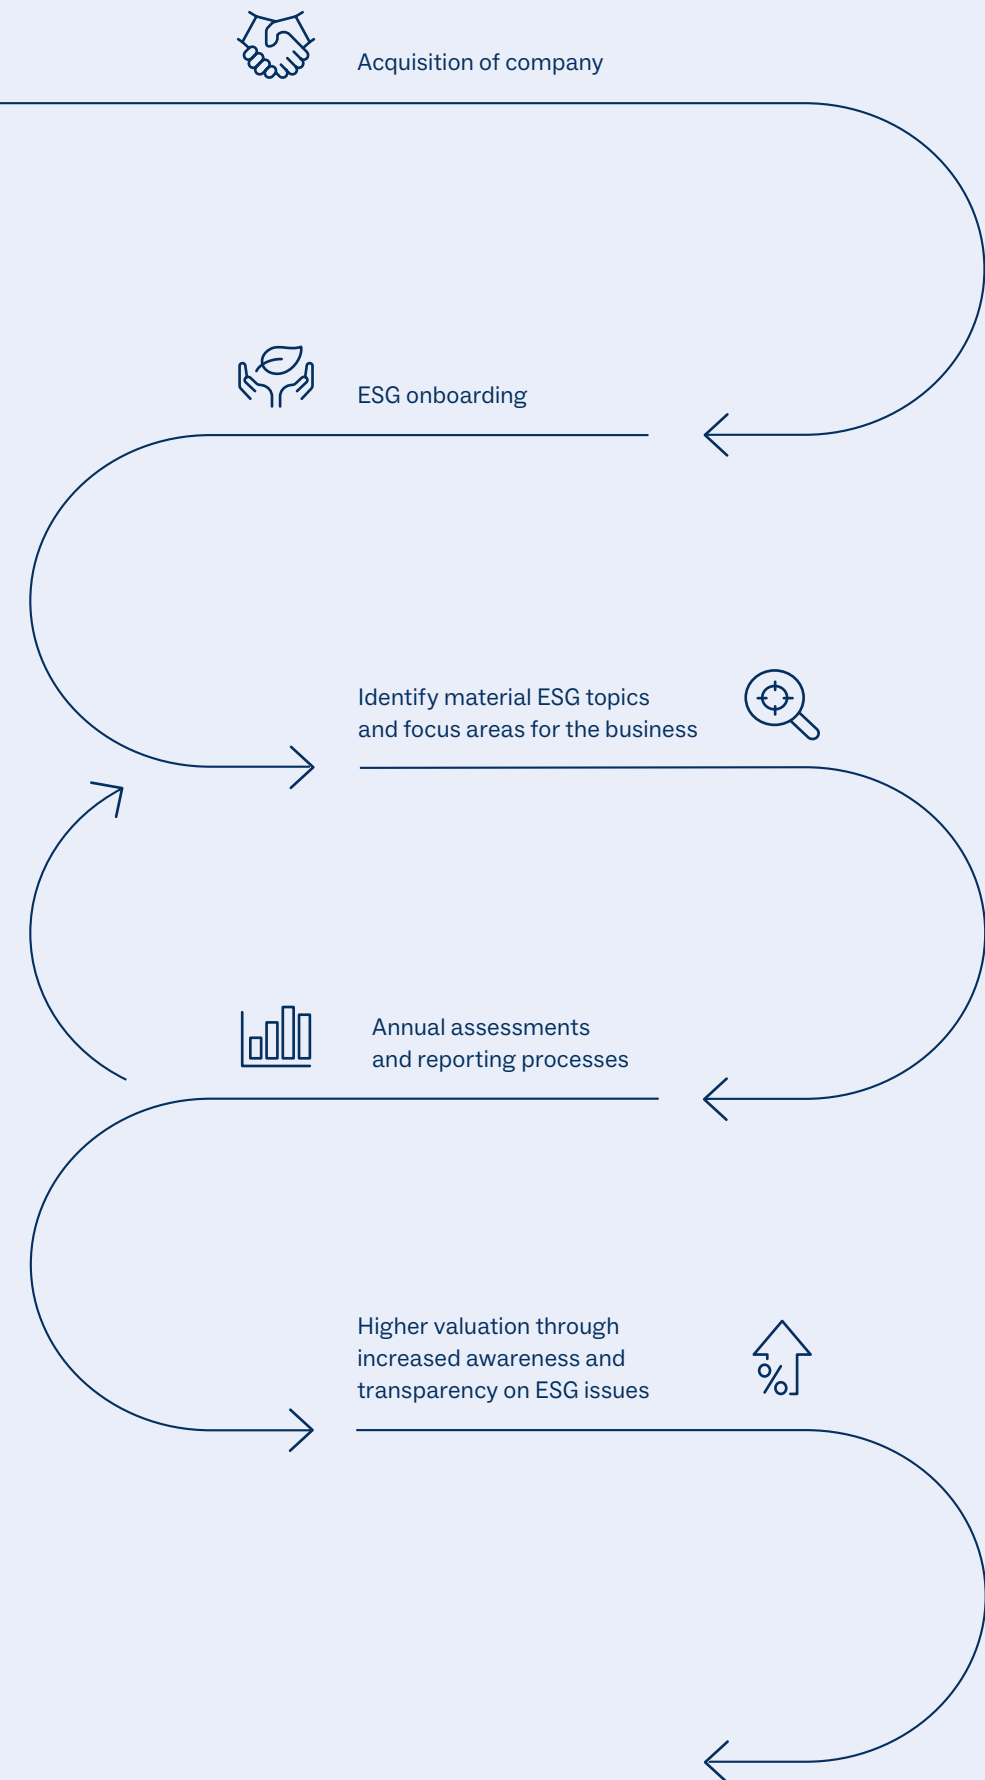 Acquisition of company
ESG onboarding
Identify material ESG topics
and focus areas for the business
Annual assessments
and reporting processes
Higher valuation through
increased awareness and
transparency on ESG issues
%